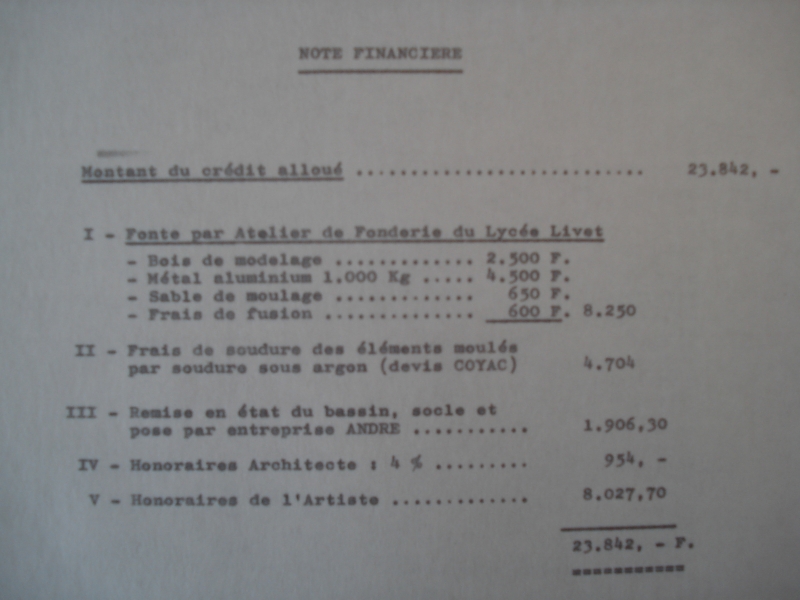 NOTE FINANCIERE
Montant du crédit alloué ........................... 23.842, -
I - Fonte par Atelier de Fonderie du Lycée Livet
- Bois de modelage ............. 2.500 F.
- Métal aluminium 1.000 Kg ..... 4.500 F.
- Sable de moulage ............. 650 F.
- Frais de fusion .............. 600 F. 8.250
II - Frais de soudure des éléments moulés
par soudure sous argon (devis COYAC) 4.704
III - Remise en état du bassin, socle et
pose par entreprise ANDRE ........... 1.906,30
IV - Honoraires Architecte : 4 % ......... 954, -
V - Honoraires de l'Artiste ............. 8.027,70
23.842, - F.